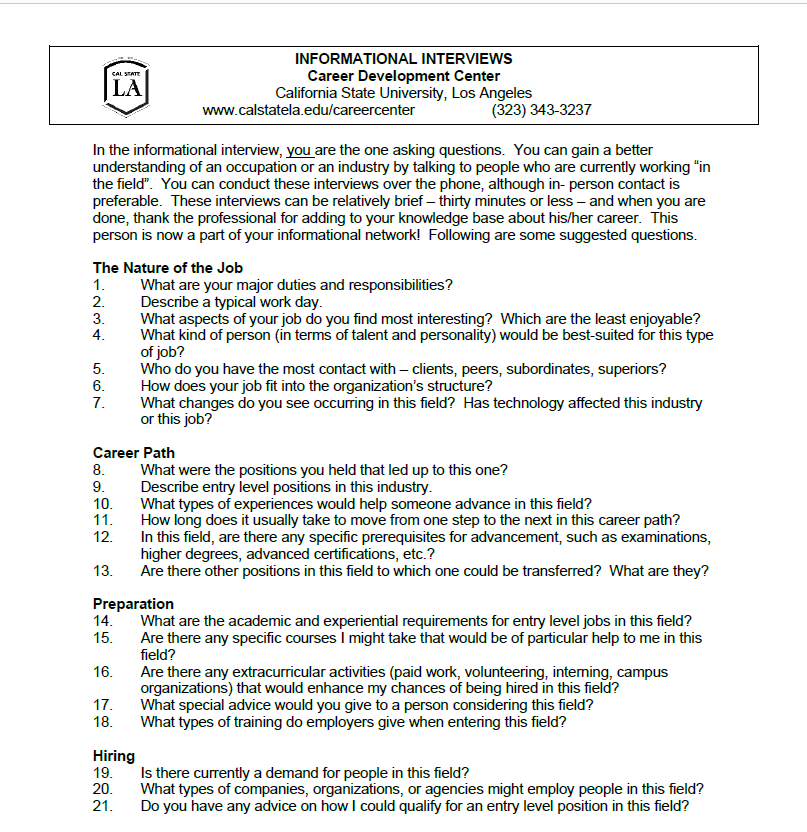 INFORMATIONAL INTERVIEWS
CAL STATE
LA
Career Development Center
California State University, Los Angeles
www.calstatela.edu/careercenter (323) 343-3237
In the informational interview, you are the one asking questions. You can gain a better
understanding of an occupation or an industry by talking to people who are currently working “in
the field”. You can conduct these interviews over the phone, although in- person contact is
preferable. These interviews can be relatively brief – thirty minutes or less – and when you are
done, thank the professional for adding to your knowledge base about his/her career. This
person is now a part of your informational network! Following are some suggested questions.
The Nature of the Job
1. What are your major duties and responsibilities?
2. Describe a typical work day.
3. What aspects of your job do you find most interesting? Which are the least enjoyable?
4. What kind of person (in terms of talent and personality) would be best-suited for this type
of job?
5. Who do you have the most contact with – clients, peers, subordinates, superiors?
6. How does your job fit into the organization’s structure?
7. What changes do you see occurring in this field? Has technology affected this industry
or this job?
Career Path
8. What were the positions you held that led up to this one?
9. Describe entry level positions in this industry.
10. What types of experiences would help someone advance in this field?
11. How long does it usually take to move from one step to the next in this career path?
12. In this field, are there any specific prerequisites for advancement, such as examinations,
higher degrees, advanced certifications, etc.?
13. Are there other positions in this field to which one could be transferred? What are they?
Preparation
14. What are the academic and experiential requirements for entry level jobs in this field?
15. Are there any specific courses I might take that would be of particular help to me in this
field?
16. Are there any extracurricular activities (paid work, volunteering, interning, campus
organizations) that would enhance my chances of being hired in this field?
17. What special advice would you give to a person considering this field?
18. What types of training do employers give when entering this field?
Hiring
19. Is there currently a demand for people in this field?
20. What types of companies, organizations, or agencies might employ people in this field?
21. Do you have any advice on how I could qualify for an entry level position in this field?